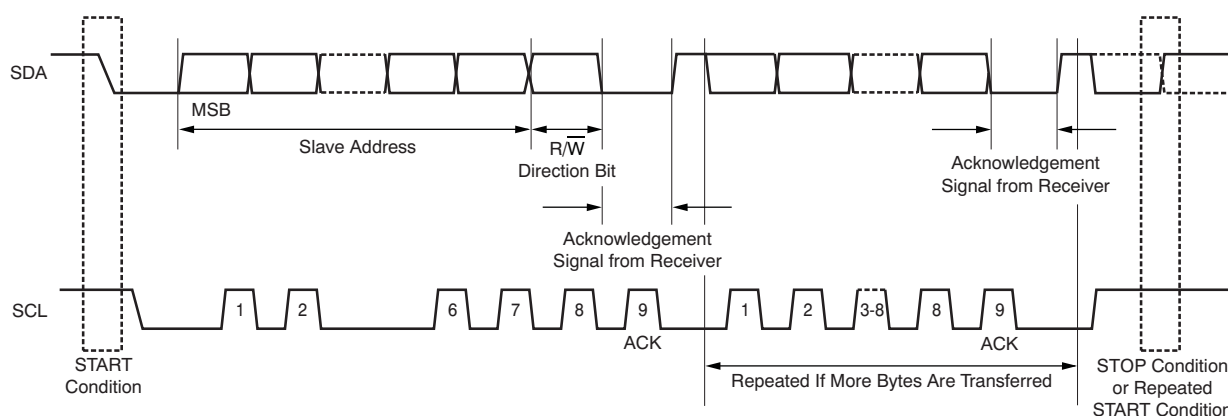 SDA
MSB
Slave Address
R/W̅
Direction Bit
Acknowledgement
Signal from Receiver
Acknowledgement
Signal from Receiver
SCL
1
2
6
7
8
9
ACK
1
2
3-8
8
9
ACK
START
Condition
Repeated If More Bytes Are Transferred
STOP Condition
or Repeated
START Condition